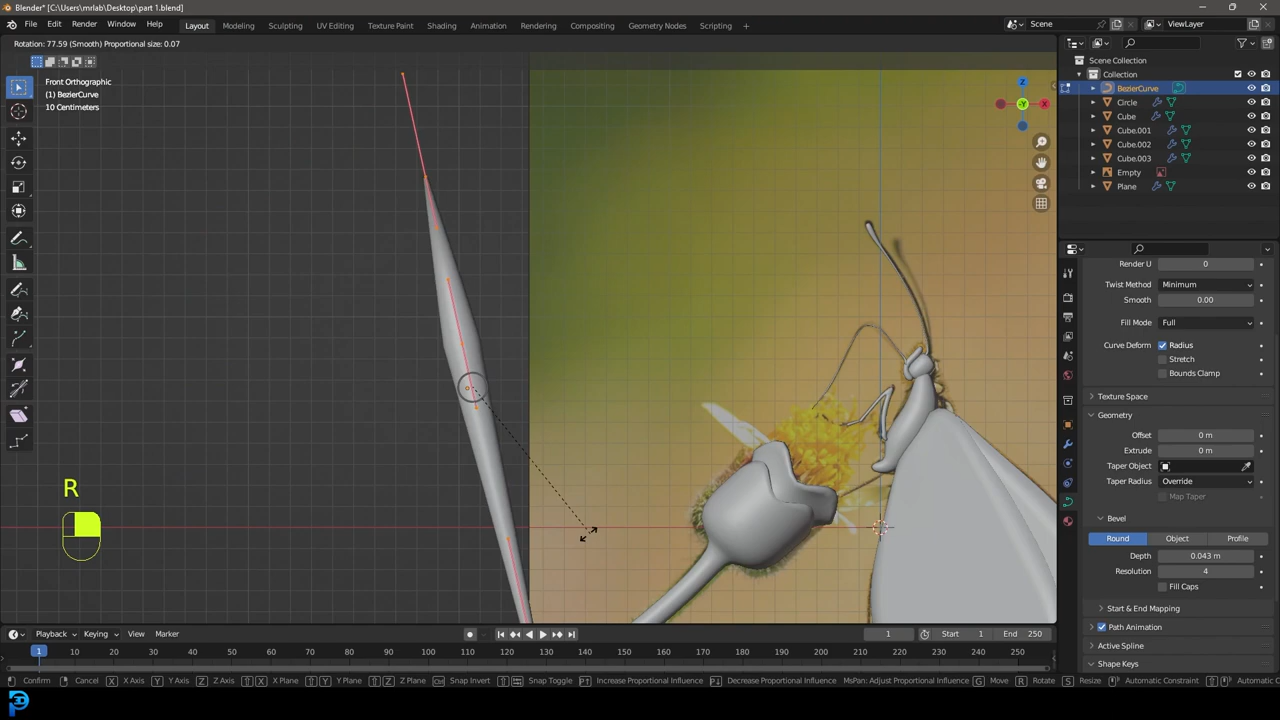 Blender* [C:\Users\mrlab\Desktop\part 1.blend]
File Edit Render Window Help Layout Modeling Sculpting UV Editing Texture Paint Shading Animation Rendering Compositing Geometry Nodes Scripting Scene ViewLayer
Rotation: 77.59 (Smooth) Proportional size: 0.07
Front Orthographic
(1) BezierCurve
10 Centimeters
Z
-Y
X
Scene Collection
Collection
BezierCurve
Circle
Cube
Cube.001
Cube.002
Cube.003
Empty
Plane
Render U 0
Twist Method Minimum
Smooth 0.00
Fill Mode Full
Curve Deform Radius
Stretch
Bounds Clamp
Texture Space
Geometry
Offset 0 m
Extrude 0 m
Taper Object
Taper Radius Override
Map Taper
Bevel
Round Object Profile
Depth 0.043 m
Resolution 4
Fill Caps
Start & End Mapping
Path Animation
Active Spline
Shape Keys
R
Playback Keying View Marker 1 Start 1 End 250
1 10 20 30 40 50 60 70 80 90 100 110 120 130 140 150 160 170 180 190 200 210 220 230 240 250
Confirm Cancel X X Axis Y Y Axis Z Z Axis X X Plane Y Y Plane Z Z Plane Snap Invert Snap Toggle Increase Proportional Influence Decrease Proportional Influence MsPan: Adjust Proportional Influence G Move R Rotate S Resize Automatic Constraint Automatic Con